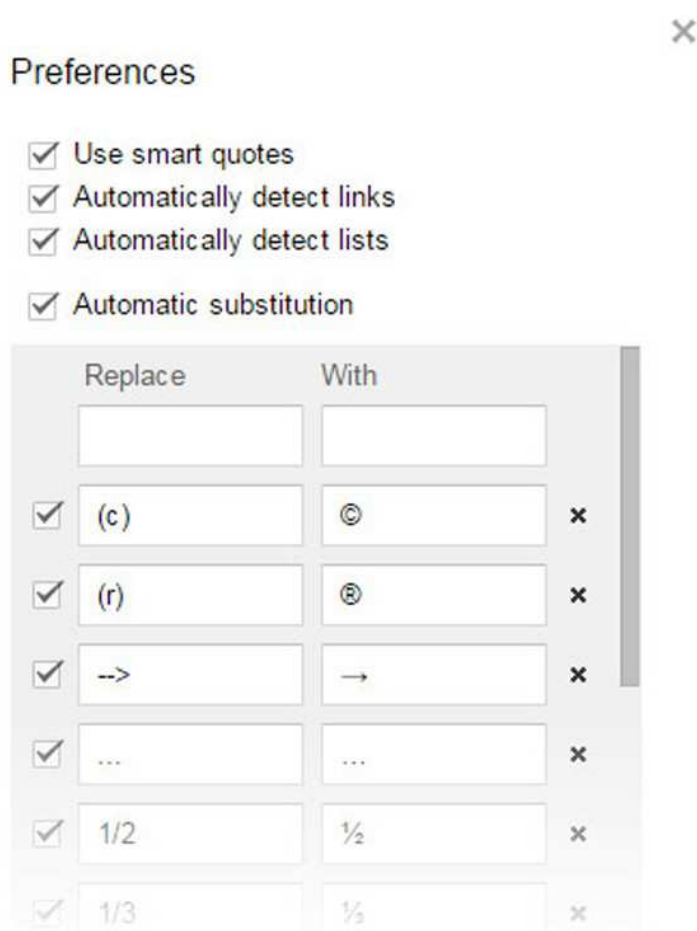 Preferences
Use smart quotes
Automatically detect links
Automatically detect lists
Automatic substitution
Replace With
(c) ©
(r) ®
--> →
... …
1/2 ½
1/3 ⅓